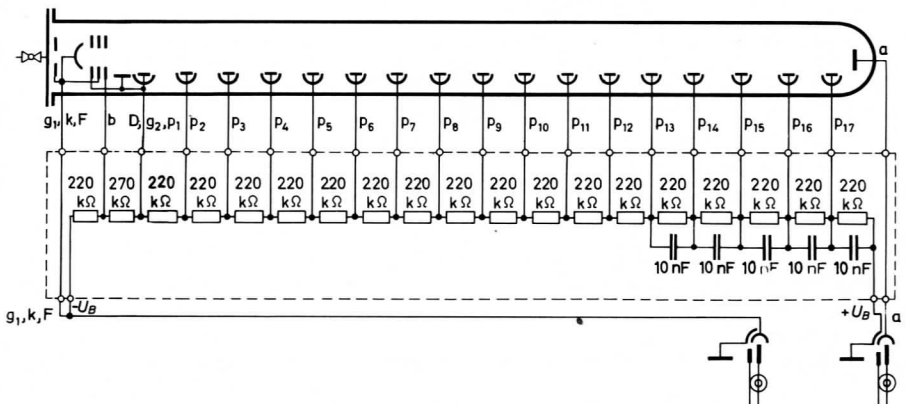 a
g₁, k, F b D, g₂, p₁ p₂ p₃ p₄ p₅ p₆ p₇ p₈ p₉ p₁₀ p₁₁ p₁₂ p₁₃ p₁₄ p₁₅ p₁₆ p₁₇
220 270 220 220 220 220 220 220 220 220 220 220 220 220 220 220 220 220 220
kΩ kΩ kΩ kΩ kΩ kΩ kΩ kΩ kΩ kΩ kΩ kΩ kΩ kΩ kΩ kΩ kΩ kΩ kΩ
10 nF 10 nF 10 nF 10 nF 10 nF
g₁, k, F -U_B +U_B a